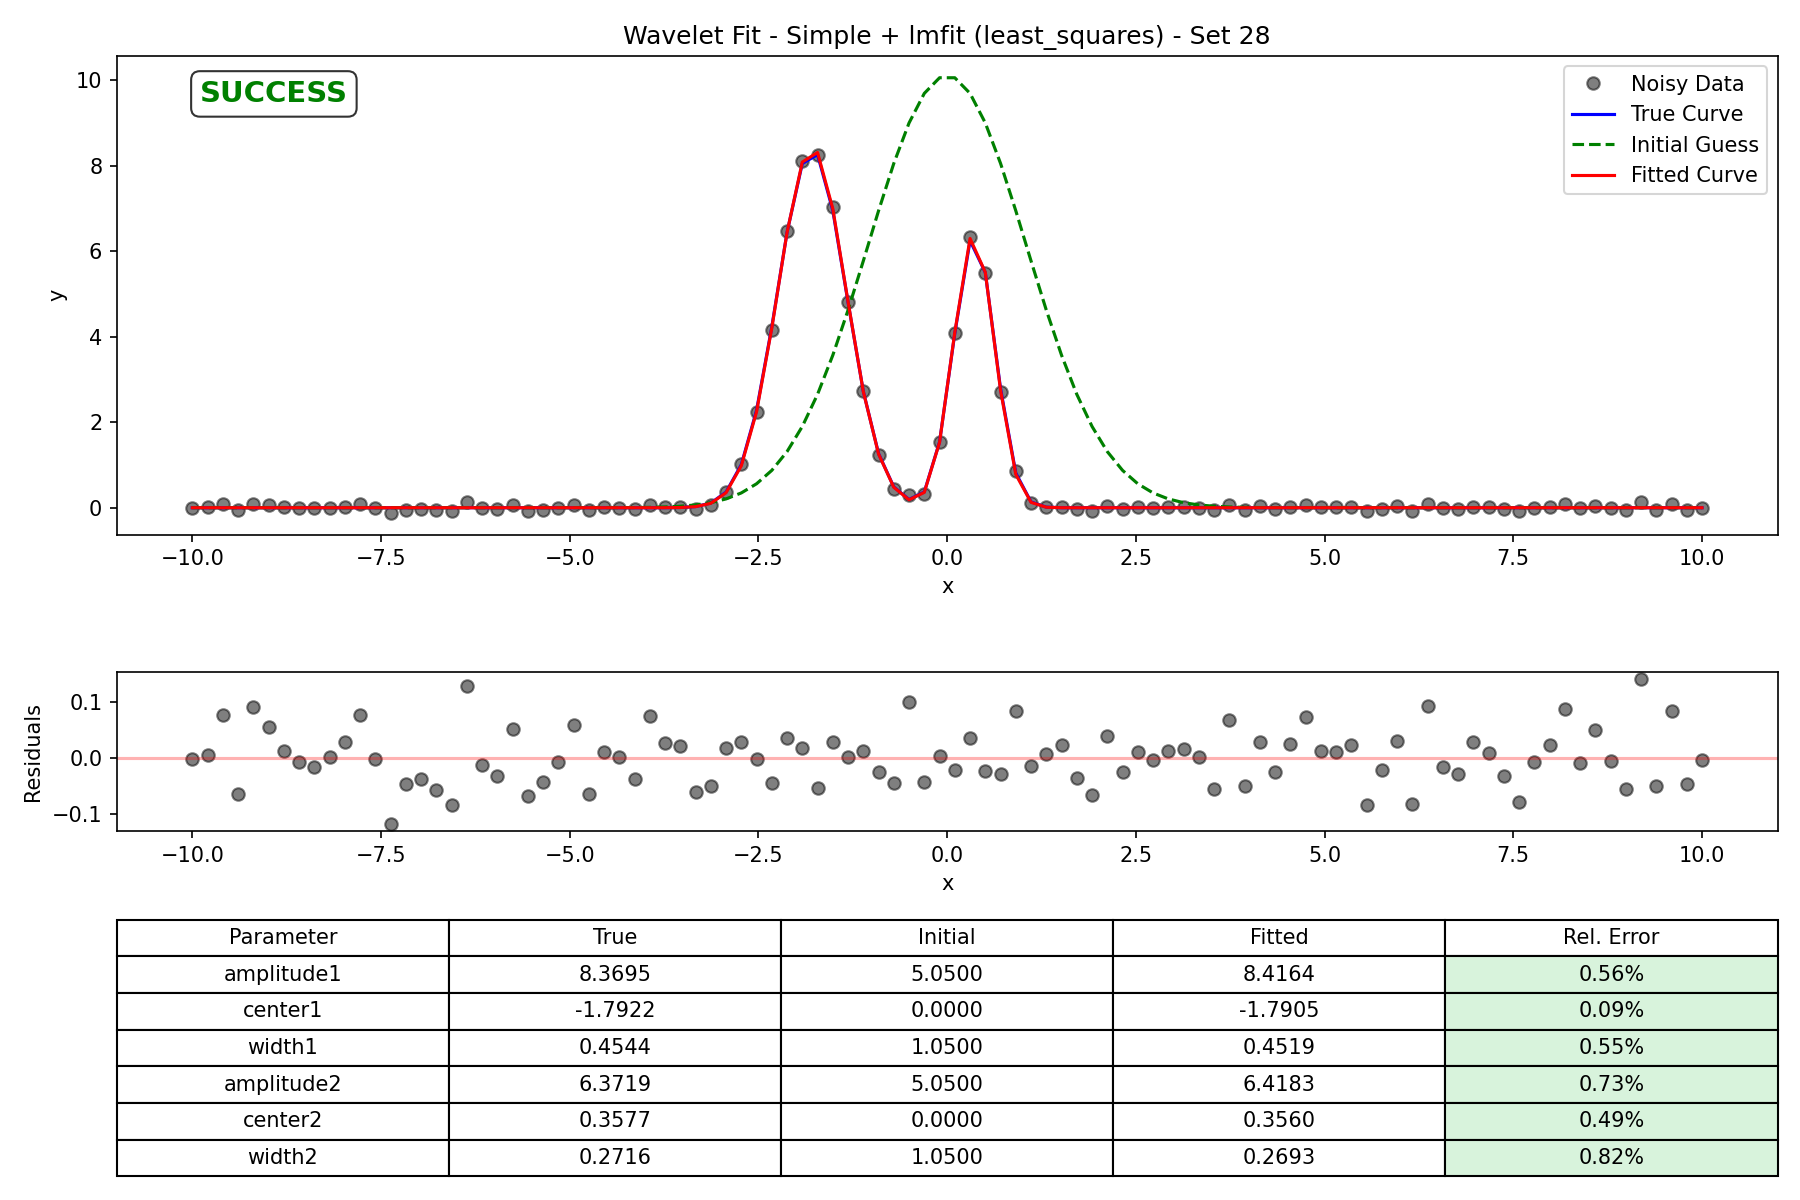 Wavelet Fit - Simple + lmfit (least_squares) - Set 28
SUCCESS
Noisy Data
True Curve
Initial Guess
Fitted Curve
10
8
6
4
2
0
y
−10.0 −7.5 −5.0 −2.5 0.0 2.5 5.0 7.5 10.0
x
0.1
0.0
−0.1
Residuals
−10.0 −7.5 −5.0 −2.5 0.0 2.5 5.0 7.5 10.0
x
Parameter True Initial Fitted Rel. Error
amplitude1 8.3695 5.0500 8.4164 0.56%
center1 -1.7922 0.0000 -1.7905 0.09%
width1 0.4544 1.0500 0.4519 0.55%
amplitude2 6.3719 5.0500 6.4183 0.73%
center2 0.3577 0.0000 0.3560 0.49%
width2 0.2716 1.0500 0.2693 0.82%